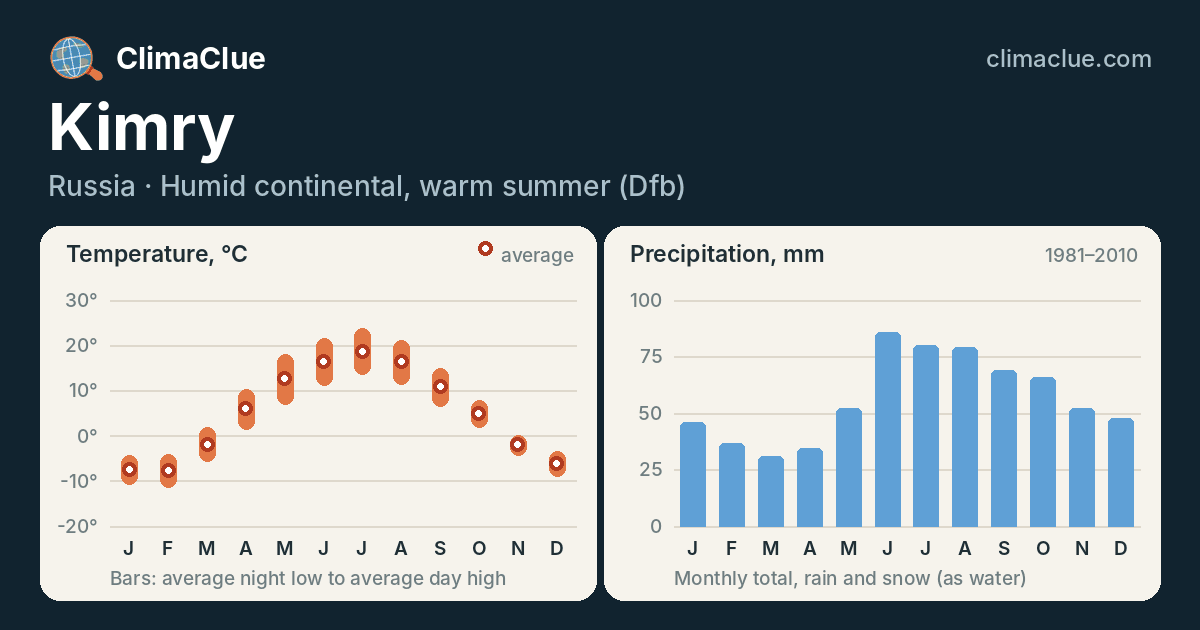 ClimaClue
climaclue.com
Kimry
Russia · Humid continental, warm summer (Dfb)
Temperature, °C
average
30°
20°
10°
0°
-10°
-20°
J F M A M J J A S O N D
Bars: average night low to average day high
Precipitation, mm
1981–2010
100
75
50
25
0
J F M A M J J A S O N D
Monthly total, rain and snow (as water)